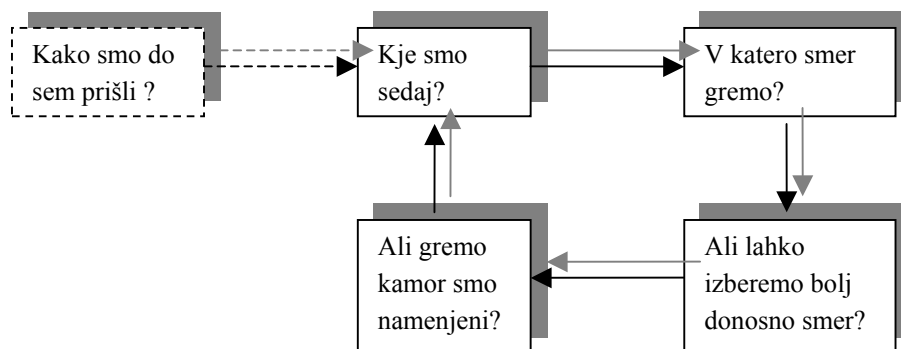 Kako smo do
sem prišli ?
Kje smo
sedaj?
V katero smer
gremo?
Ali gremo
kamor smo
namenjeni?
Ali lahko
izberemo bolj
donosno smer?